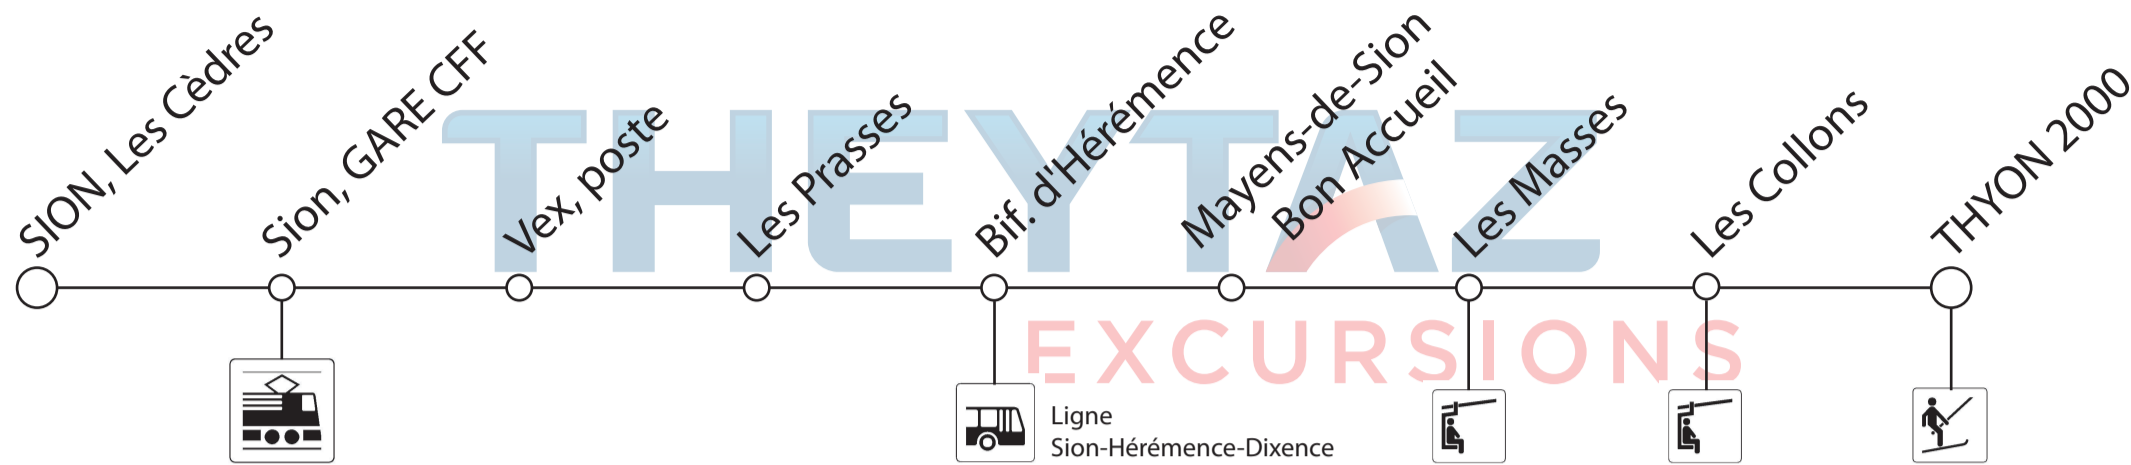 SION, Les Cèdres
Sion, GARE CFF
Vex, poste
Les Prasses
Bif. d'Hérémence
Mayens-de-Sion
Bon Accueil
Les Masses
Les Collons
THYON 2000
THEYTAZ
EXCURSIONS
Ligne
Sion-Hérémence-Dixence